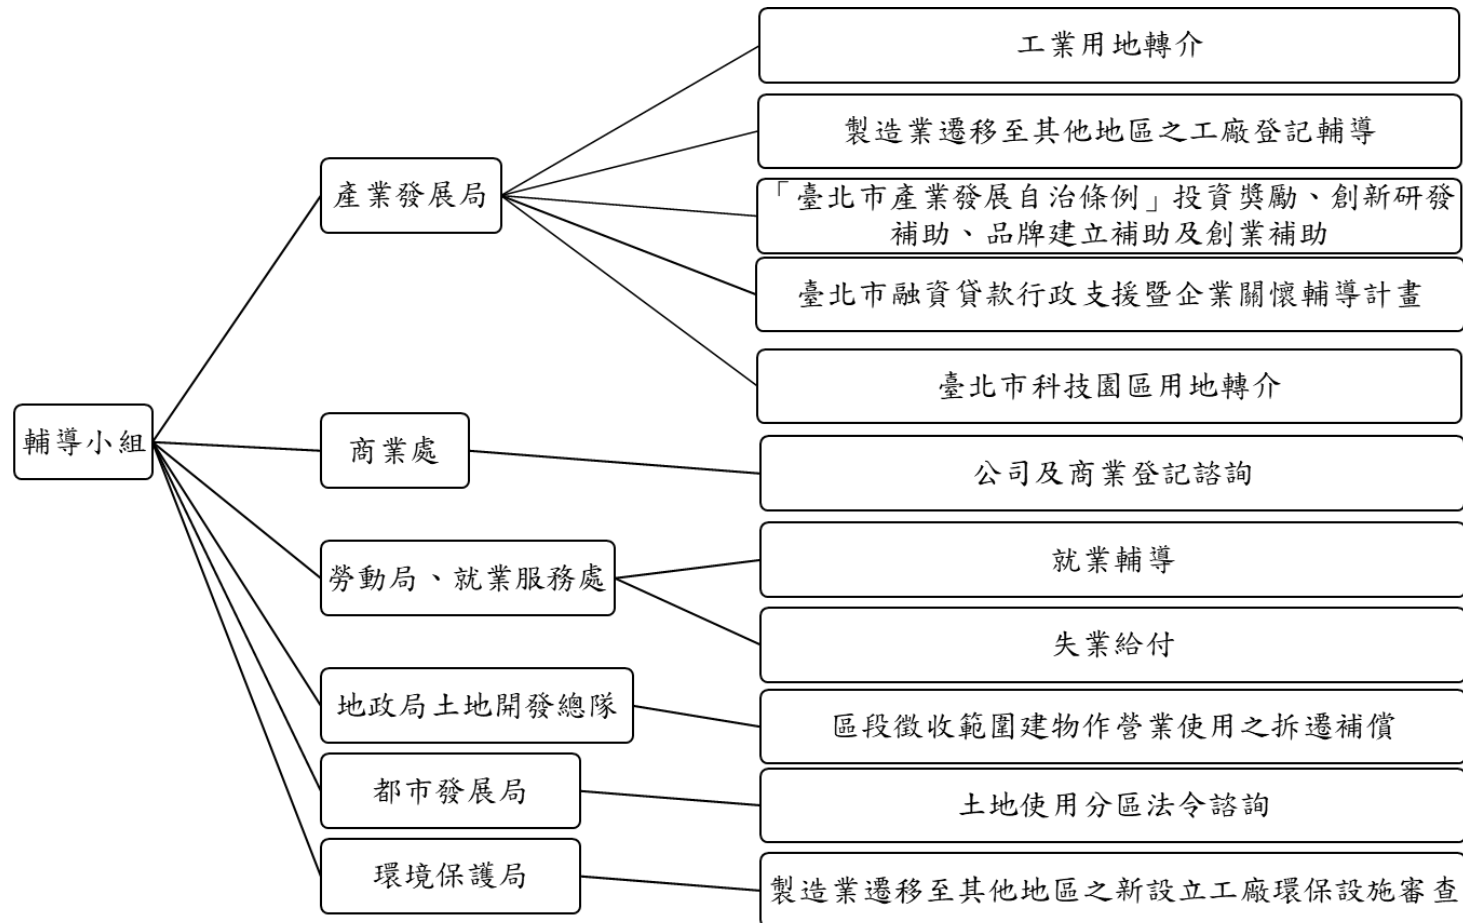 輔導小組
產業發展局
工業用地轉介
製造業遷移至其他地區之工廠登記輔導
「臺北市產業發展自治條例」投資獎勵、創新研發
補助、品牌建立補助及創業補助
臺北市融資貸款行政支援暨企業關懷輔導計畫
臺北市科技園區用地轉介
商業處
公司及商業登記諮詢
勞動局、就業服務處
就業輔導
失業給付
地政局土地開發總隊
區段徵收範圍建物作營業使用之拆遷補償
都市發展局
土地使用分區法令諮詢
環境保護局
製造業遷移至其他地區之新設立工廠環保設施審查